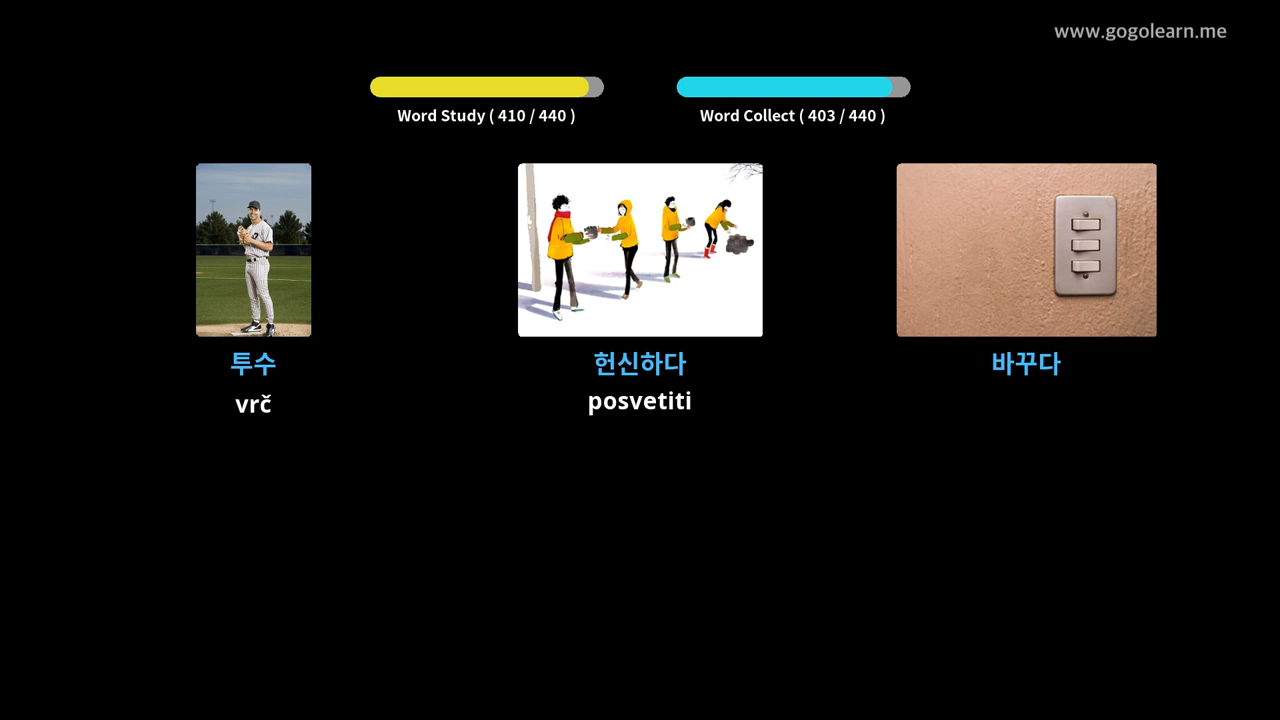 www.gogolearn.me
Word Study ( 410 / 440 )
Word Collect ( 403 / 440 )
투수
헌신하다
바꾸다
vrč
posvetiti